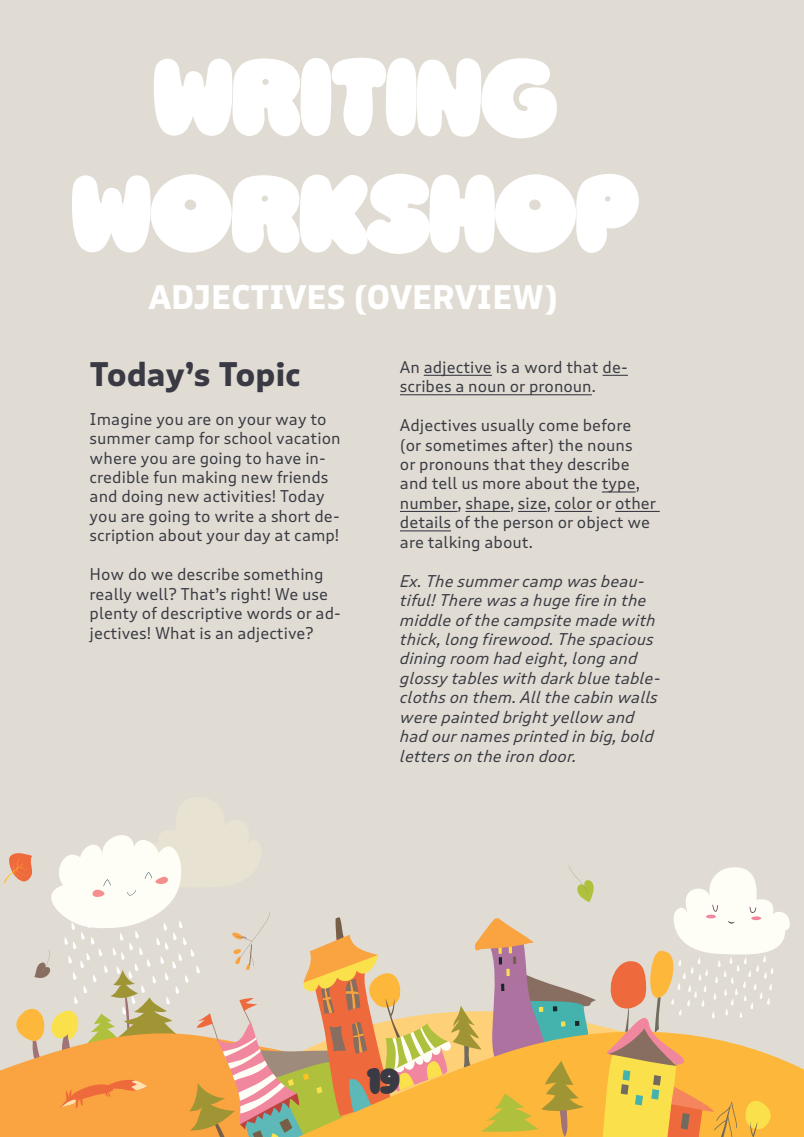 WRITING
WORKSHOP
ADJECTIVES (OVERVIEW)
Today's Topic
Imagine you are on your way to
summer camp for school vacation
where you are going to have in-
credible fun making new friends
and doing new activities! Today
you are going to write a short de-
scription about your day at camp!
How do we describe something
really well? That's right! We use
plenty of descriptive words or ad-
jectives! What is an adjective?
An adjective is a word that de-
scribes a noun or pronoun.
Adjectives usually come before
(or sometimes after) the nouns
or pronouns that they describe
and tell us more about the type,
number, shape, size, color or other
details of the person or object we
are talking about.
Ex. The summer camp was beau-
tiful! There was a huge fire in the
middle of the campsite made with
thick, long firewood. The spacious
dining room had eight, long and
glossy tables with dark blue table-
cloths on them. All the cabin walls
were painted bright yellow and
had our names printed in big, bold
letters on the iron door.
19